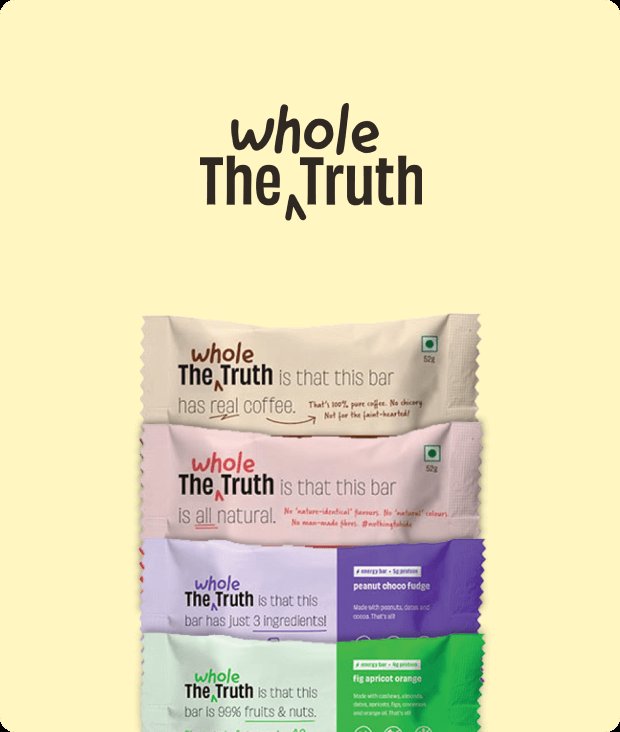 whole
The ^ Truth
whole
The ^ Truth is that this bar
has real coffee.
That's 100% pure coffee. No chicory.
Not for the faint-hearted!
52g
whole
The ^ Truth is that this bar
is all natural.
No 'nature-identical' flavours. No 'natural' colours.
No man-made fibres. #nothingtohide
52g
whole
The ^ Truth is that this
bar has just 3 ingredients!
energy bar • 5g protein
peanut choco fudge
Made with peanuts, dates and
cocoa. That's all!
whole
The ^ Truth is that this
bar is 99% fruits & nuts.
energy bar • 6g protein
fig apricot orange
Made with cashews, almonds,
dates, apricots, figs,
and orange oil. That's all!